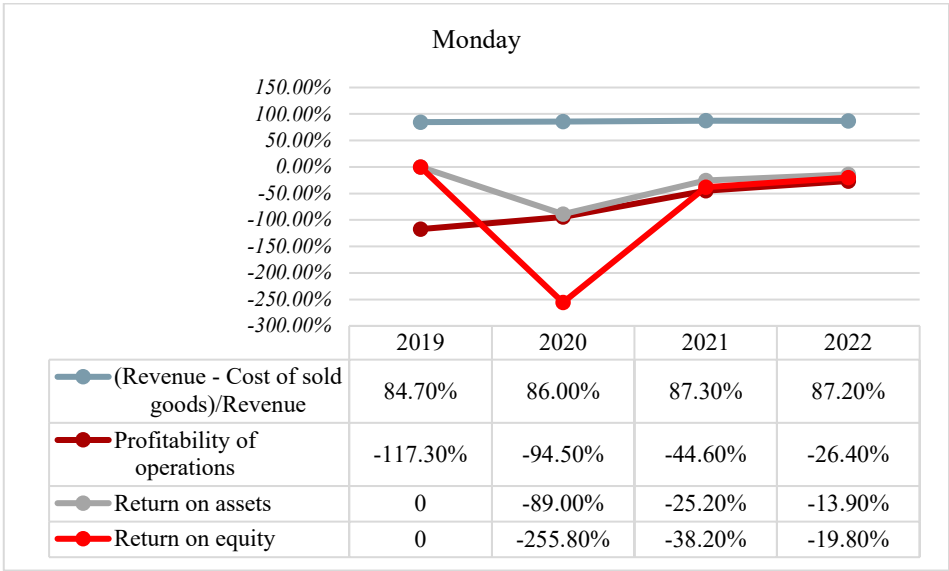 Monday
150.00%
100.00%
50.00%
0.00%
-50.00%
-100.00%
-150.00%
-200.00%
-250.00%
-300.00%
2019 2020 2021 2022
(Revenue - Cost of sold
goods)/Revenue 84.70% 86.00% 87.30% 87.20%
Profitability of
operations -117.30% -94.50% -44.60% -26.40%
Return on assets 0 -89.00% -25.20% -13.90%
Return on equity 0 -255.80% -38.20% -19.80%